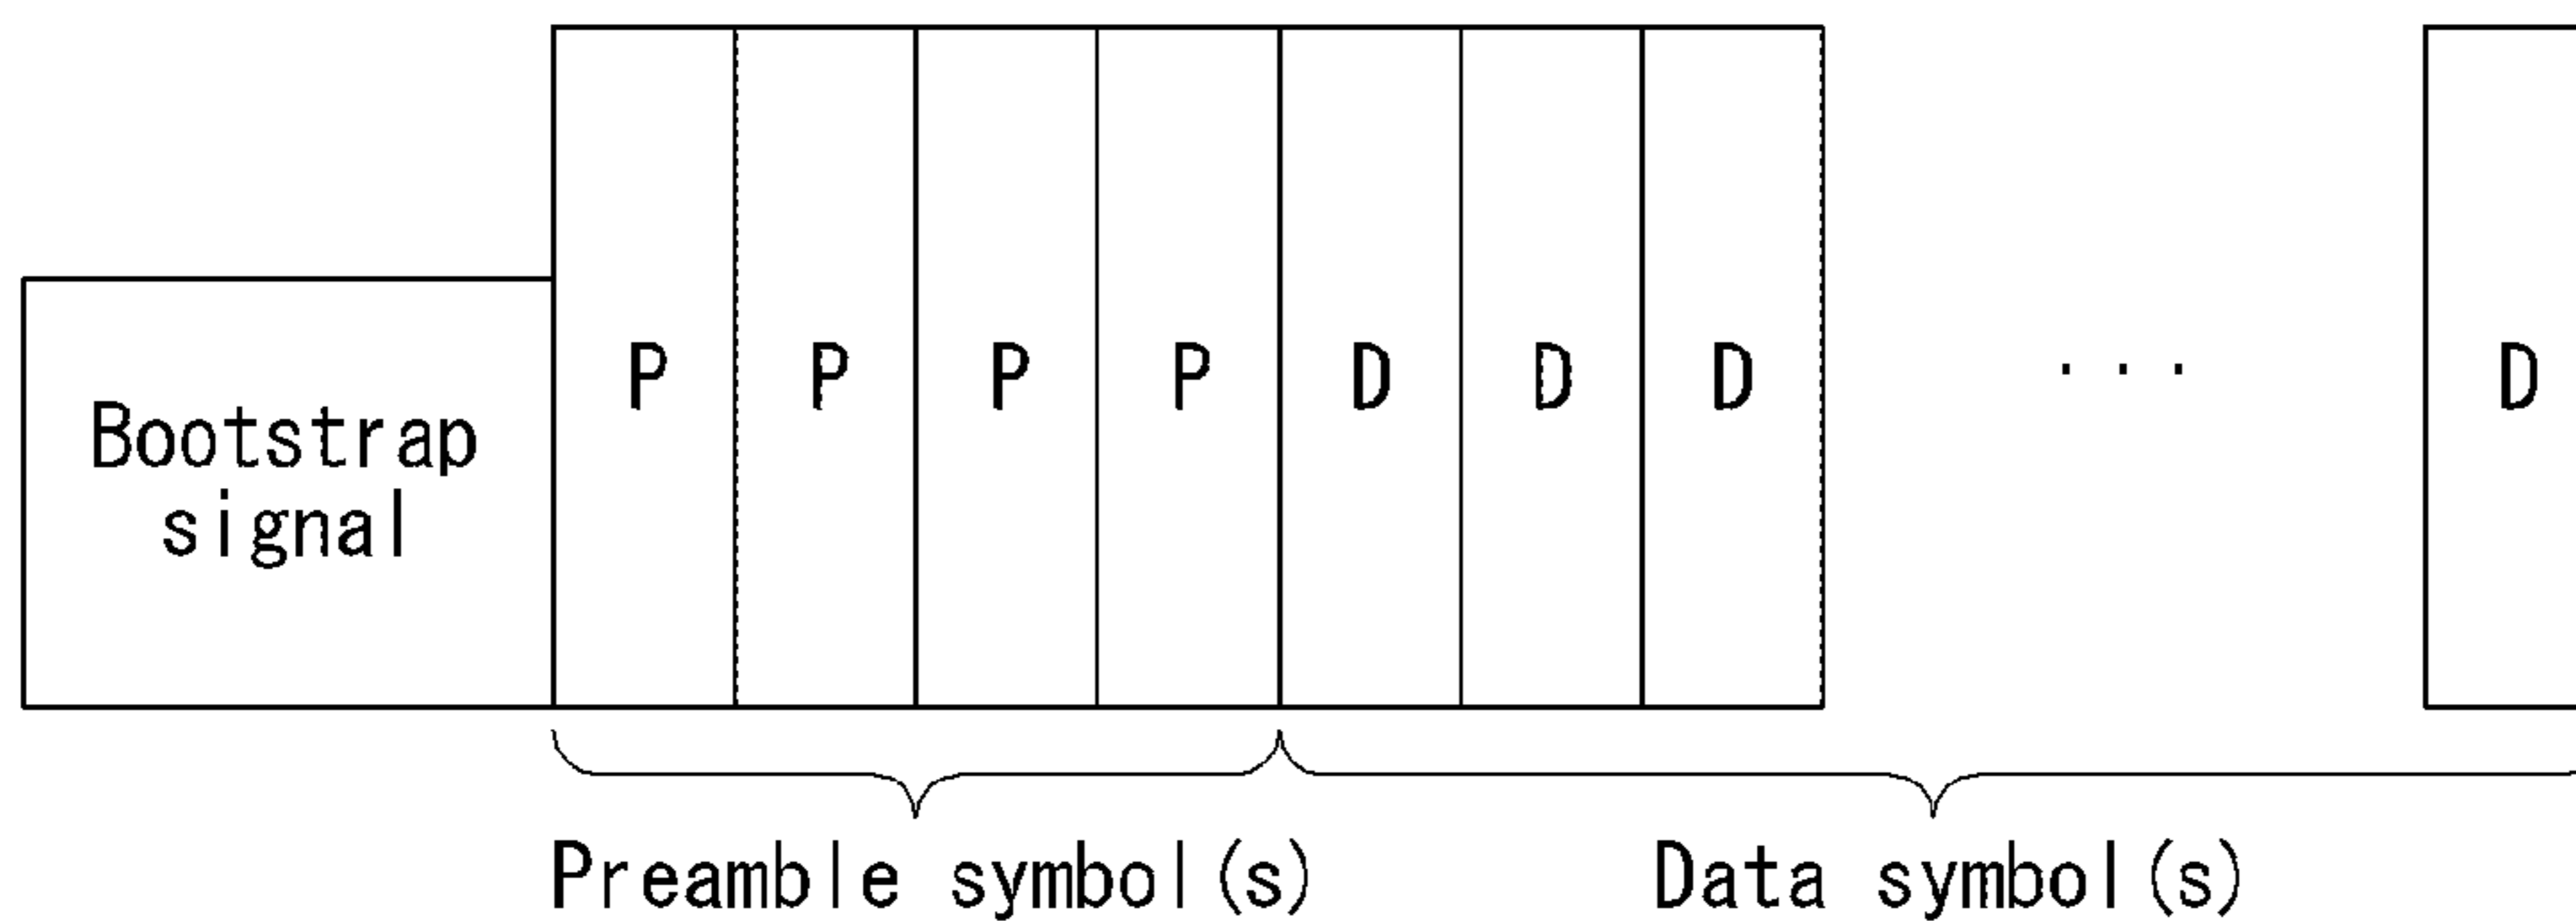 P P P P D D D . . . D
Bootstrap
signal
Preamble symbol(s) Data symbol(s)